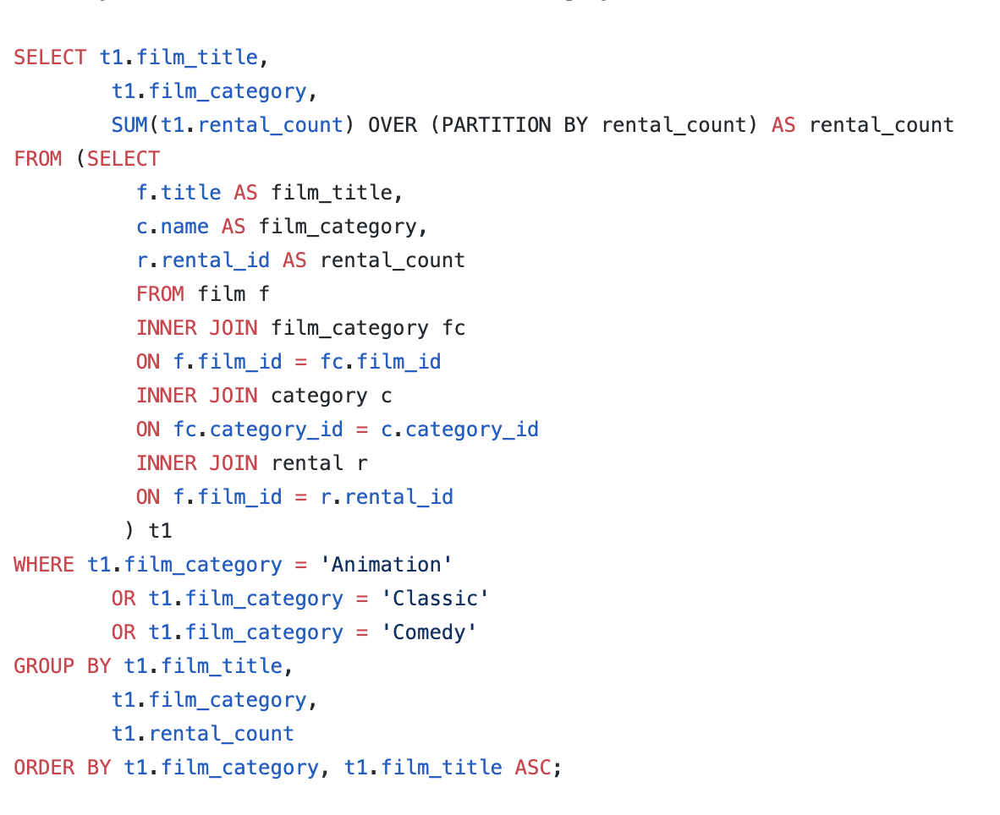 SELECT t1.film_title,
t1.film_category,
SUM(t1.rental_count) OVER (PARTITION BY rental_count) AS rental_count
FROM (SELECT
f.title AS film_title,
c.name AS film_category,
r.rental_id AS rental_count
FROM film f
INNER JOIN film_category fc
ON f.film_id = fc.film_id
INNER JOIN category c
ON fc.category_id = c.category_id
INNER JOIN rental r
ON f.film_id = r.rental_id
) t1
WHERE t1.film_category = 'Animation'
OR t1.film_category = 'Classic'
OR t1.film_category = 'Comedy'
GROUP BY t1.film_title,
t1.film_category,
t1.rental_count
ORDER BY t1.film_category, t1.film_title ASC;